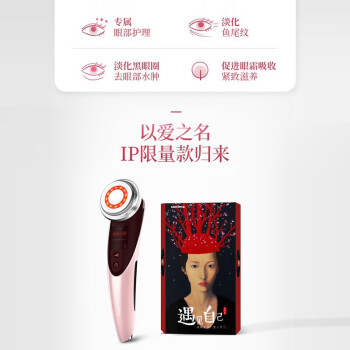 专属
眼部护理
淡化
鱼尾纹
淡化黑眼圈
去眼部水肿
促进眼霜吸收
紧致滋养
以爱之名
IP限量款归来
遇见自己